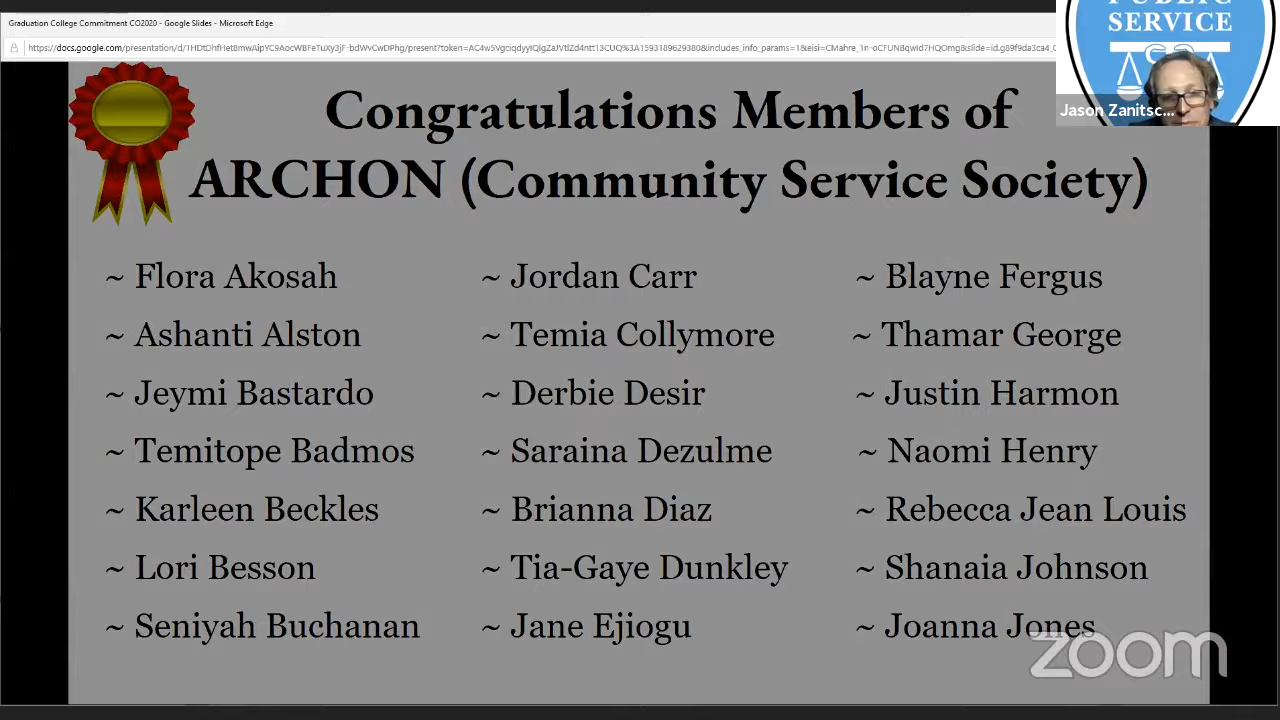 Graduation College Commitment CO2020 - Google Slides - Microsoft Edge
PUBLIC
SERVICE
Jason Zanitsc...
Congratulations Members of
ARCHON (Community Service Society)
~ Flora Akosah
~ Ashanti Alston
~ Jeymi Bastardo
~ Temitope Badmos
~ Karleen Beckles
~ Lori Besson
~ Seniyah Buchanan
~ Jordan Carr
~ Temia Collymore
~ Derbie Desir
~ Saraina Dezulme
~ Brianna Diaz
~ Tia-Gaye Dunkley
~ Jane Ejiogu
~ Blayne Fergus
~ Thamar George
~ Justin Harmon
~ Naomi Henry
~ Rebecca Jean Louis
~ Shanaia Johnson
~ Joanna Jones
zoom